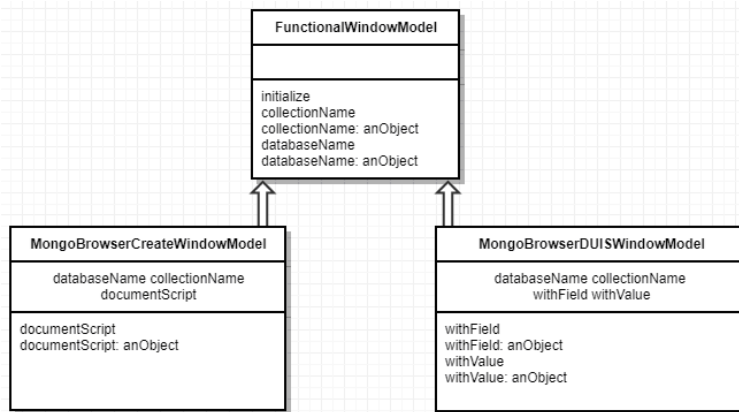 FunctionalWindowModel
initialize
collectionName
collectionName: anObject
databaseName
databaseName: anObject
MongoBrowserCreateWindowModel
databaseName collectionName
documentScript
documentScript
documentScript: anObject
MongoBrowserDUISWindowModel
databaseName collectionName
withField withValue
withField
withField: anObject
withValue
withValue: anObject